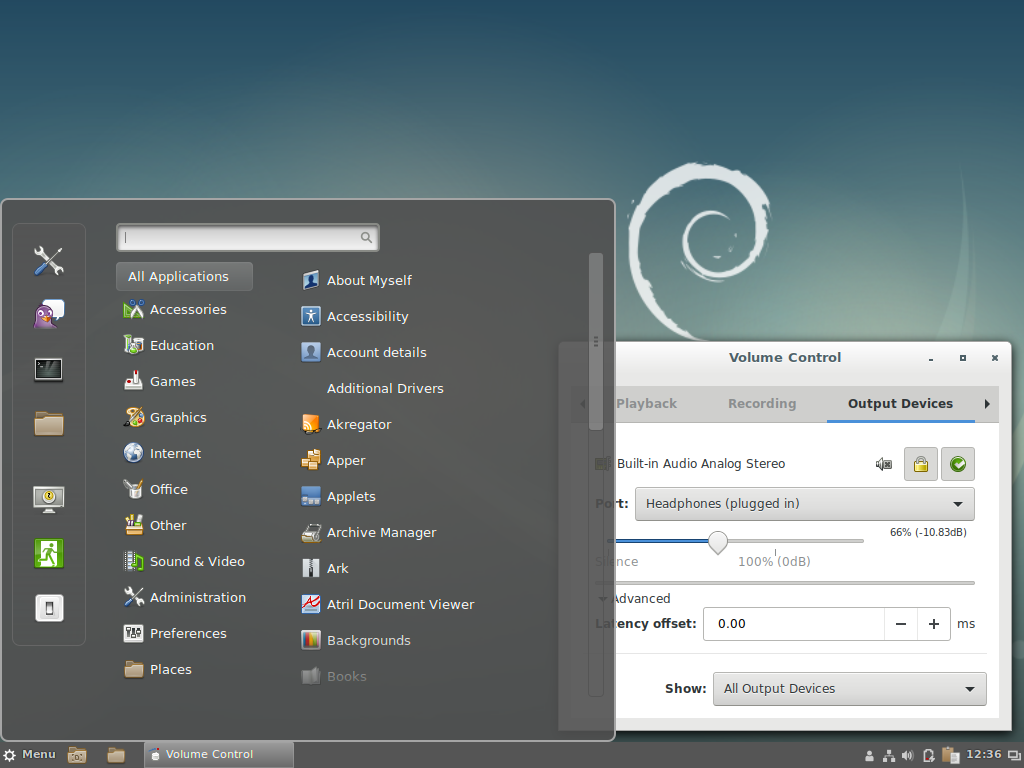 All Applications
Accessories
Education
Games
Graphics
Internet
Office
Other
Sound & Video
Administration
Preferences
Places
About Myself
Accessibility
Account details
Additional Drivers
Akregator
Apper
Applets
Archive Manager
Ark
Atril Document Viewer
Backgrounds
Books
Volume Control
Playback Recording Output Devices
Built-in Audio Analog Stereo
Port: Headphones (plugged in)
66% (-10.83dB)
Silence 100% (0dB)
Advanced
Latency offset: 0.00 ms
Show: All Output Devices
Menu Volume Control 12:36